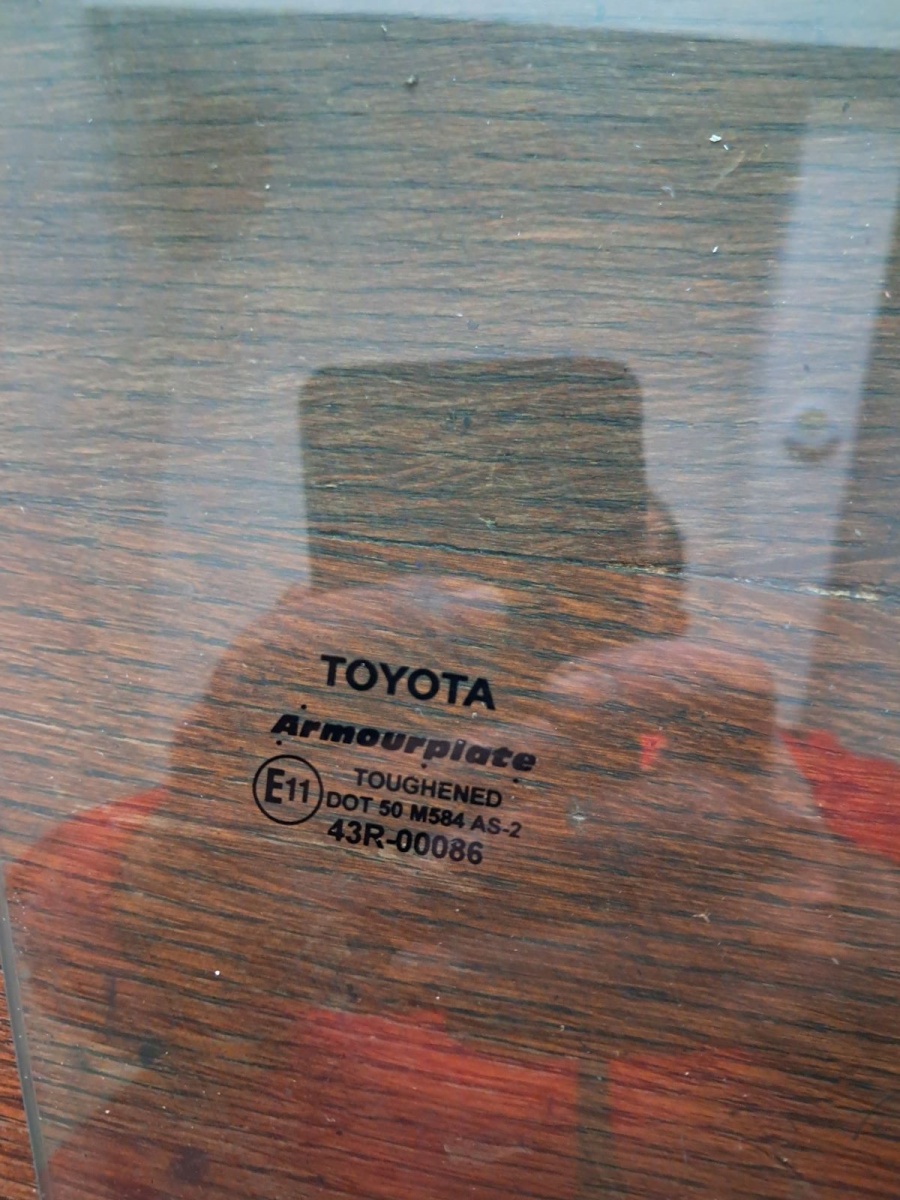 TOYOTA
Armourplate
TOUGHENED
E11
DOT 50 M584 AS-2
43R-00086